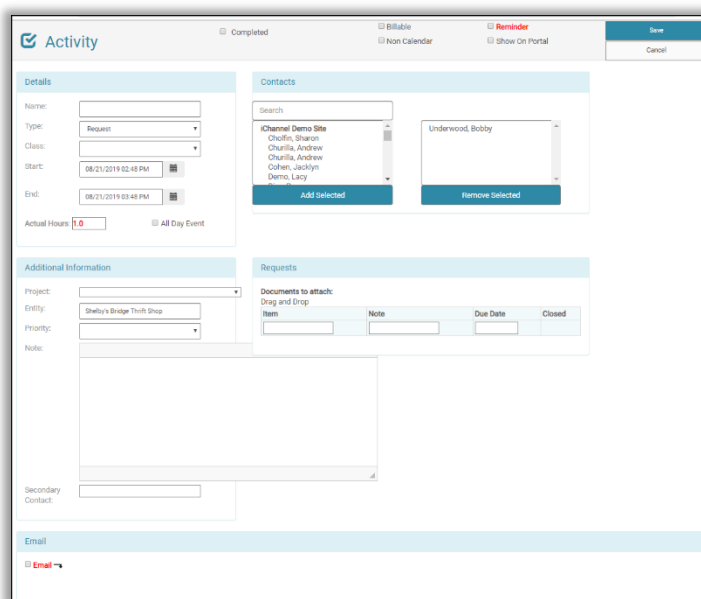 Activity
Completed
Billable
Non Calendar
Reminder
Show On Portal
Save
Cancel
Details
Name:
Type: Request
Class:
Start: 08/21/2019 02:48 PM
End: 08/21/2019 03:48 PM
Actual Hours 1.0 All Day Event
Contacts
Search
iChannel Demo Site
Cholfin, Sharon
Churilla, Andrew
Churilla, Andrew
Cohen, Jacklyn
Demo, Lacy
Add Selected
Underwood, Bobby
Remove Selected
Additional Information
Project:
Entity: Shelby's Bridge Thrift Shop
Priority:
Note:
Secondary
Contact:
Requests
Documents to attach:
Drag and Drop
Item Note Due Date Closed
Email
Email